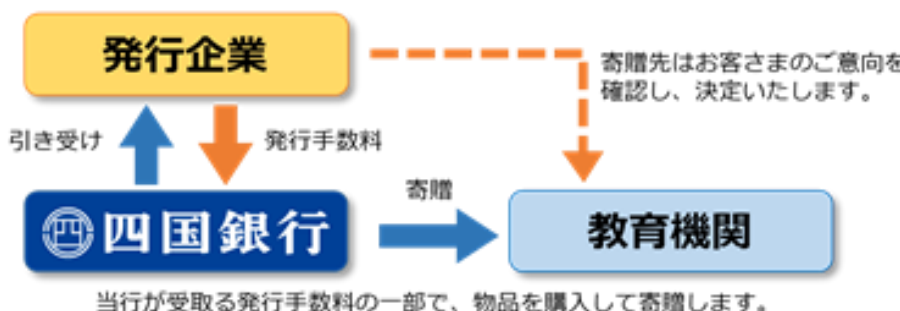 発行企業
寄贈先はお客さまのご意向を
確認し、決定いたします。
引き受け
発行手数料
寄贈
四国銀行
教育機関
当行が受取る発行手数料の一部で、物品を購入して寄贈します。